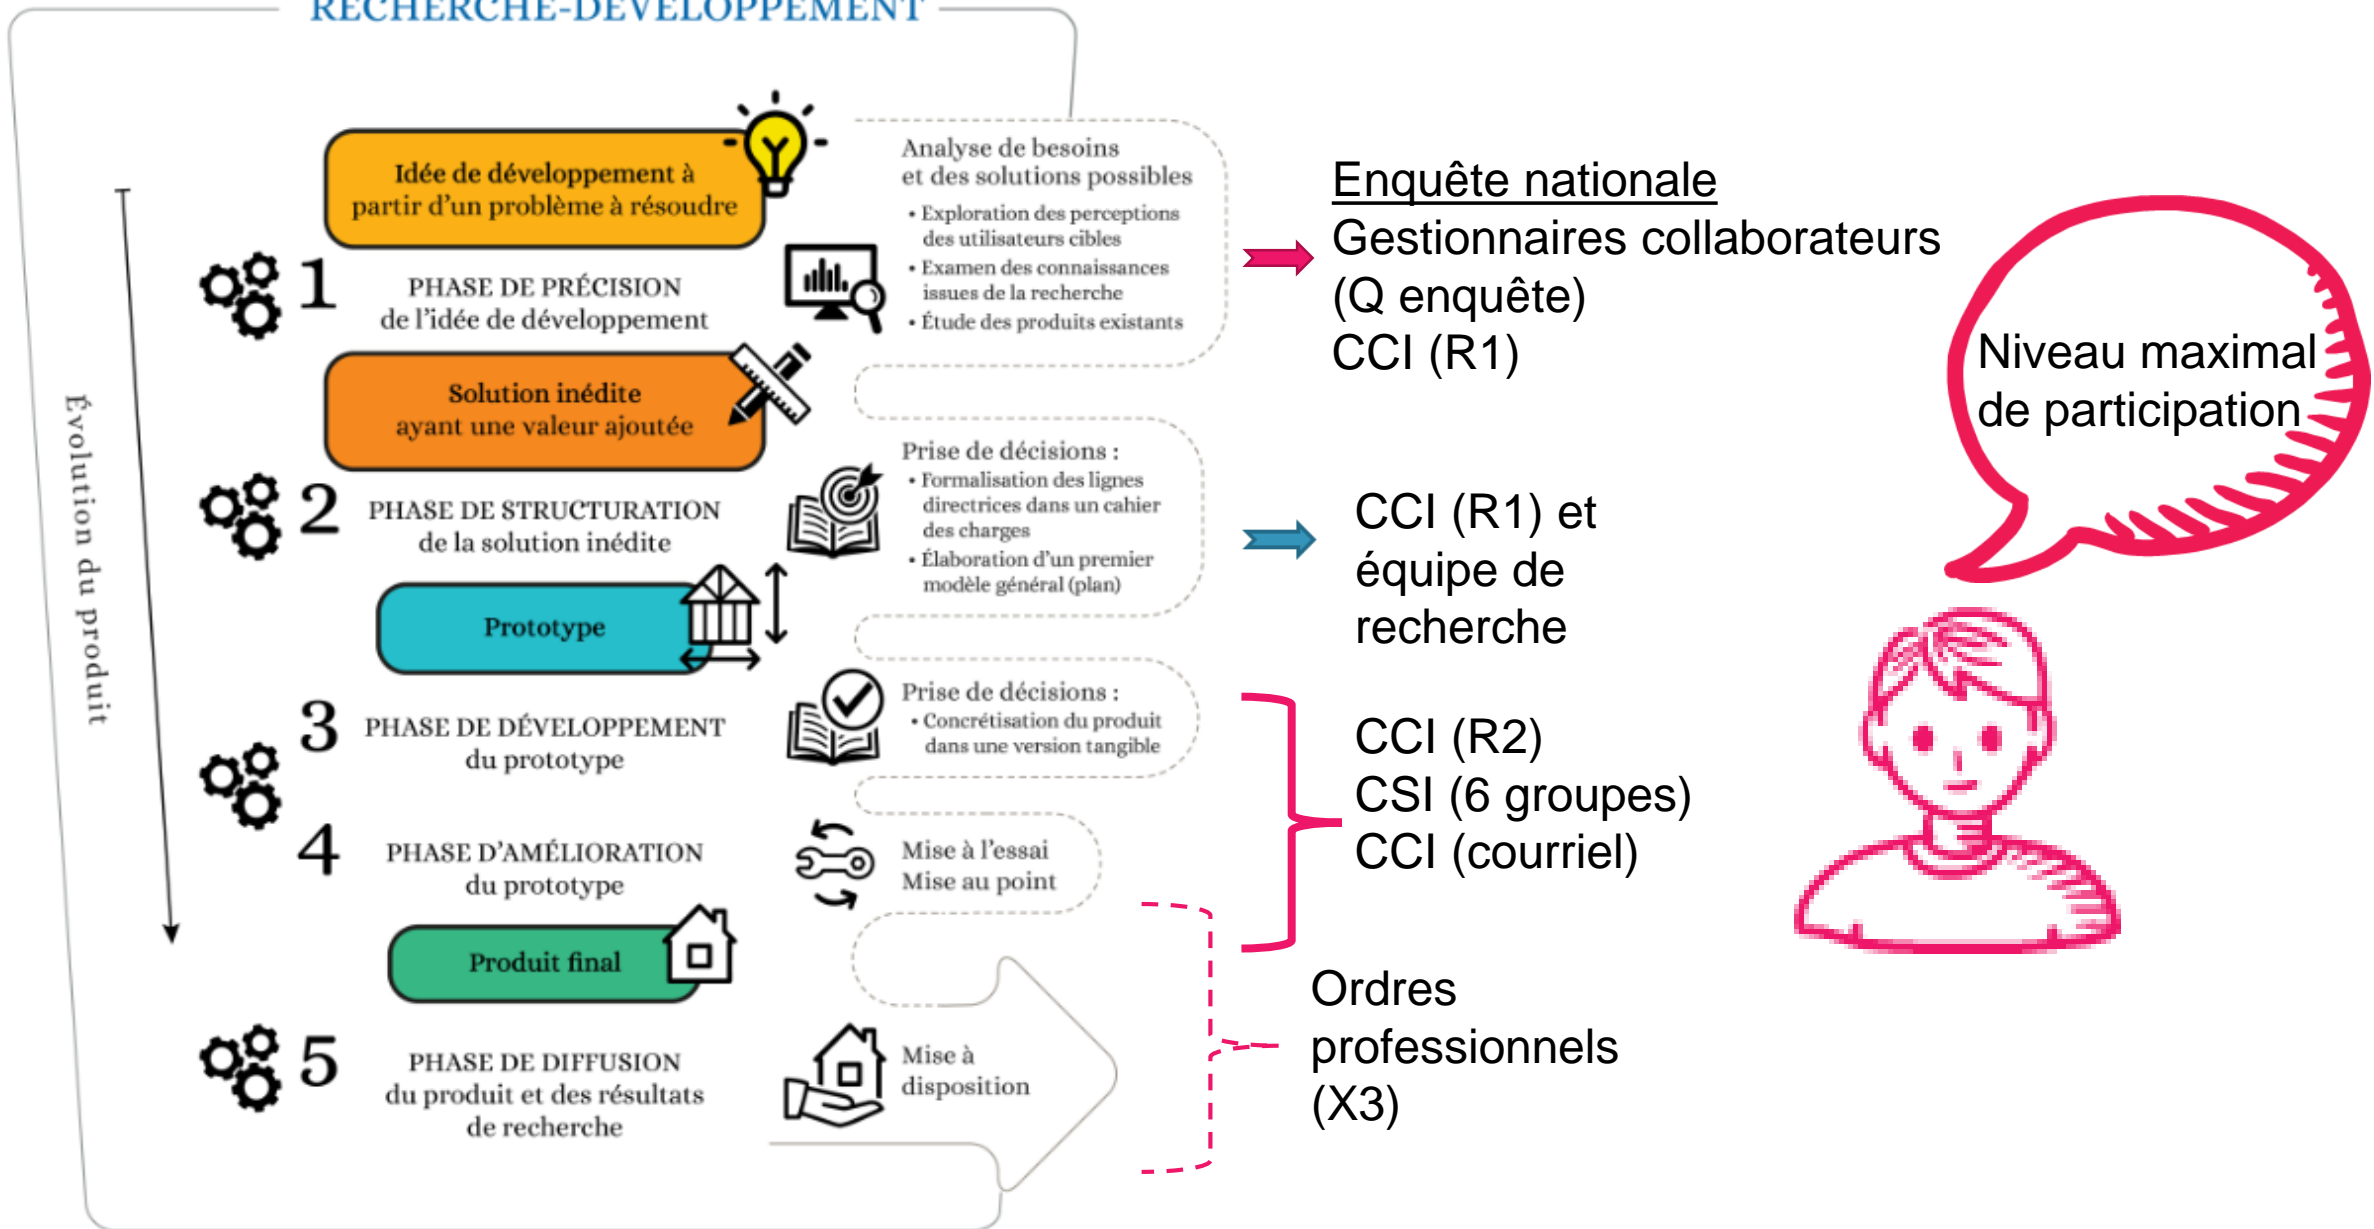 RECHERCHE-DÉVELOPPEMENT
Évolution du produit
Idée de développement à
partir d'un problème à résoudre
1
PHASE DE PRÉCISION
de l'idée de développement
Analyse de besoins
et des solutions possibles
• Exploration des perceptions
des utilisateurs cibles
• Examen des connaissances
issues de la recherche
• Étude des produits existants
Enquête nationale
Gestionnaires collaborateurs
(Q enquête)
CCI (R1)
Niveau maximal
de participation
Solution inédite
ayant une valeur ajoutée
2
PHASE DE STRUCTURATION
de la solution inédite
Prise de décisions :
• Formalisation des lignes
directrices dans un cahier
des charges
• Élaboration d'un premier
modèle général (plan)
CCI (R1) et
équipe de
recherche
Prototype
3
PHASE DE DÉVELOPPEMENT
du prototype
Prise de décisions :
• Concrétisation du produit
dans une version tangible
CCI (R2)
CSI (6 groupes)
CCI (courriel)
4
PHASE D'AMÉLIORATION
du prototype
Mise à l'essai
Mise au point
Produit final
5
PHASE DE DIFFUSION
du produit et des résultats
de recherche
Mise à
disposition
Ordres
professionnels
(X3)